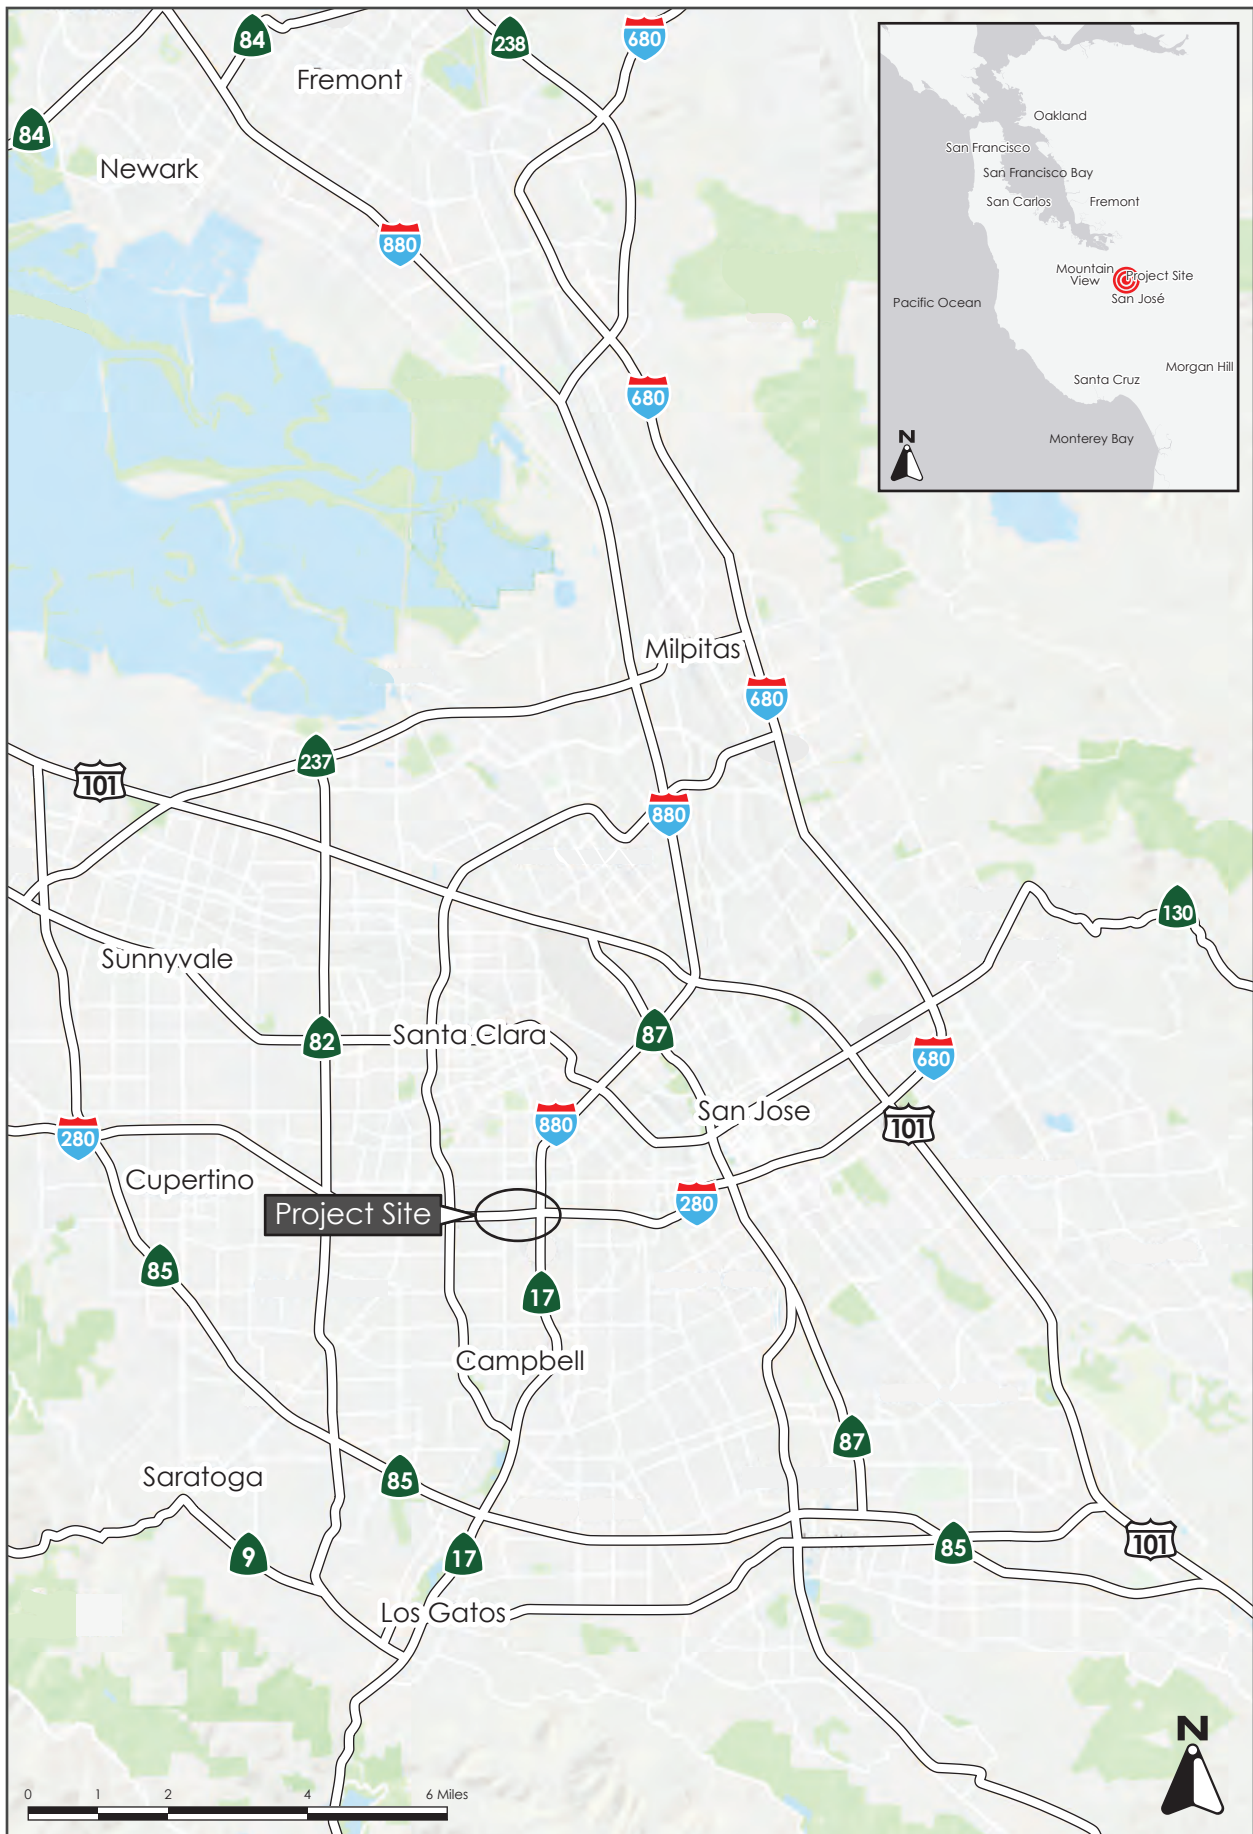 84
238
680
Fremont
84
Newark
880
680
Oakland
San Francisco
San Francisco Bay
San Carlos
Fremont
Mountain
View
Project Site
San José
Pacific Ocean
Morgan Hill
Santa Cruz
Monterey Bay
N
Milpitas
680
237
101
880
130
Sunnyvale
82
Santa Clara
87
680
San Jose
880
101
280
Cupertino
Project Site
280
85
17
Campbell
87
Saratoga
85
9
17
85
101
Los Gatos
N
0 1 2 4 6 Miles